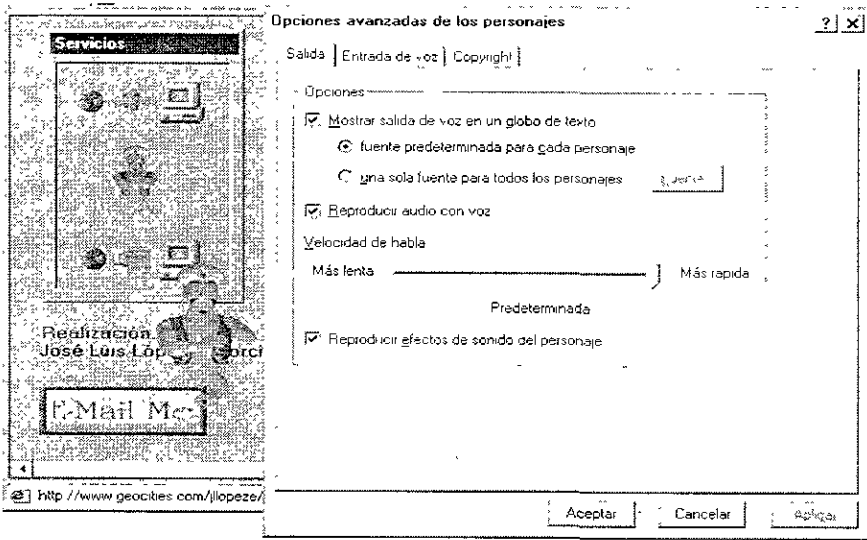 Servicios
Realización
José Luis
E-Mail Me
http://www.geocities.com/jlopeze/
Opciones avanzadas de los personajes
Salida
Entrada de voz
Copyright
Opciones
Mostrar salida de voz en un globo de texto
fuente predeterminada para cada personaje
una sola fuente para todos los personajes
Reproducir audio con voz
Velocidad de habla
Más lenta
Más rapida
Predeterminada
Reproducir efectos de sonido del personaje
Aceptar
Cancelar
Aplicar